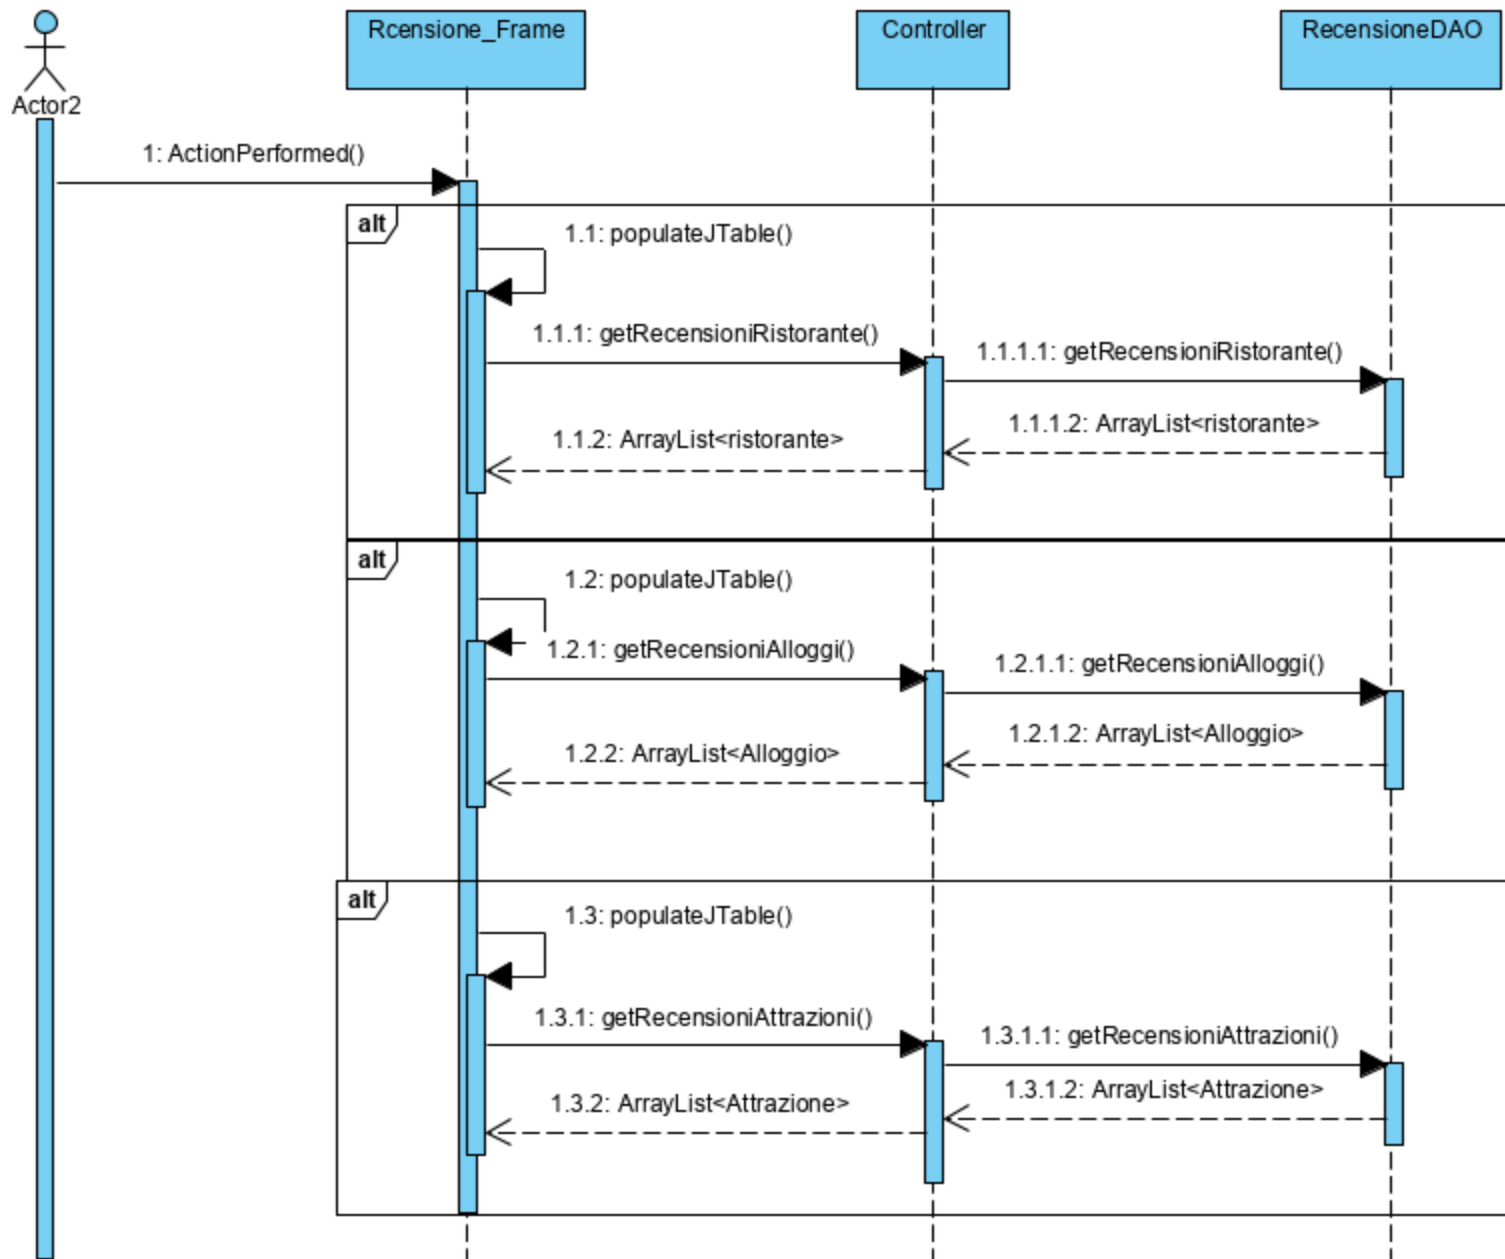 Rcensione_Frame
Controller
RecensioneDAO
Actor2
1: ActionPerformed()
alt
1.1: populateJTable()
1.1.1: getRecensioniRistorante()
1.1.1.1: getRecensioniRistorante()
1.1.1.2: ArrayList<ristorante>
1.1.2: ArrayList<ristorante>
alt
1.2: populateJTable()
1.2.1: getRecensioniAlloggi()
1.2.1.1: getRecensioniAlloggi()
1.2.1.2: ArrayList<Alloggio>
1.2.2: ArrayList<Alloggio>
alt
1.3: populateJTable()
1.3.1: getRecensioniAttrazioni()
1.3.1.1: getRecensioniAttrazioni()
1.3.1.2: ArrayList<Attrazione>
1.3.2: ArrayList<Attrazione>